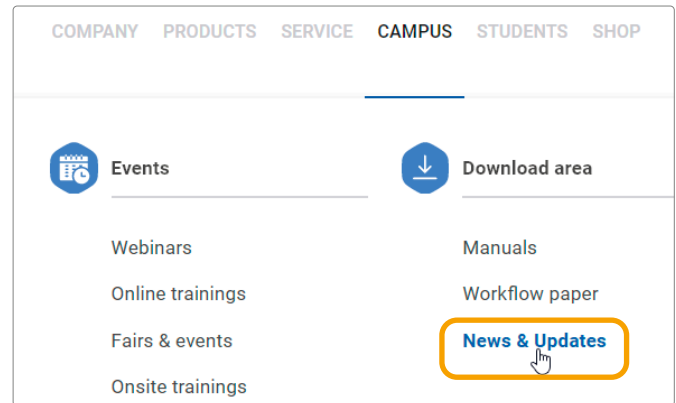 COMPANY PRODUCTS SERVICE CAMPUS STUDENTS SHOP
Events
Webinars
Online trainings
Fairs & events
Onsite trainings
Download area
Manuals
Workflow paper
News & Updates